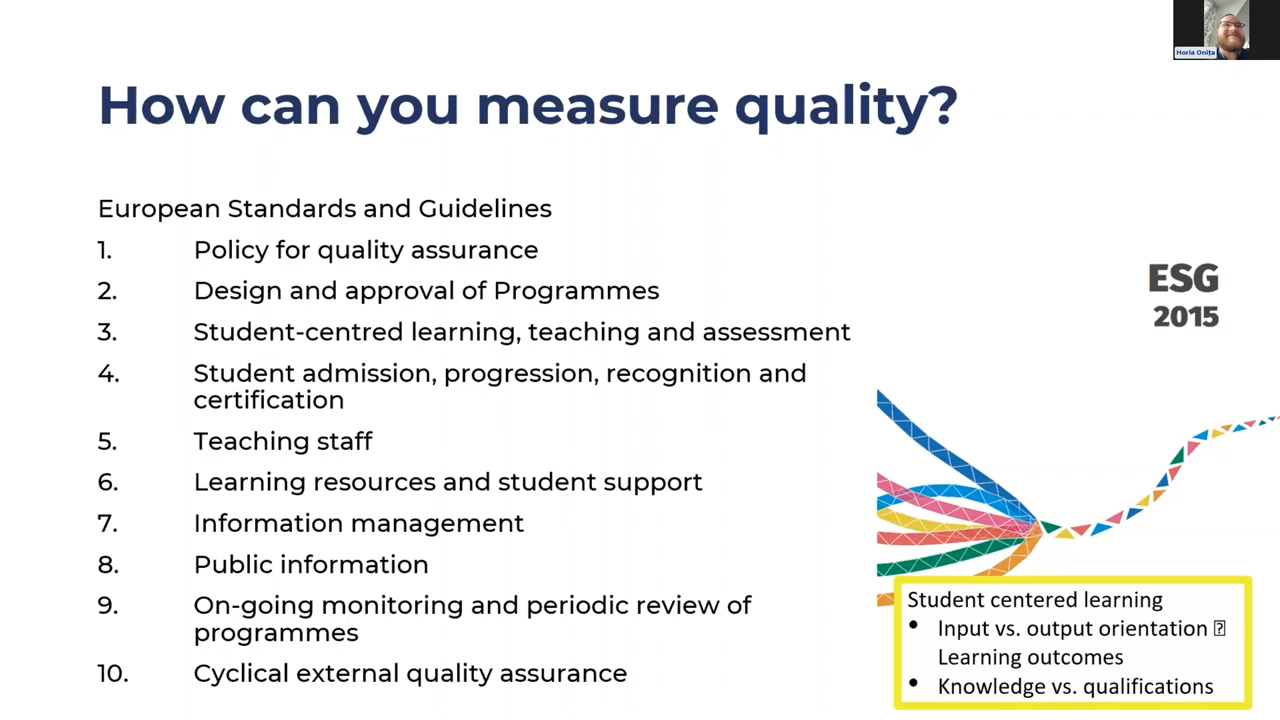 Horia Onița
How can you measure quality?
European Standards and Guidelines
1. Policy for quality assurance
2. Design and approval of Programmes
3. Student-centred learning, teaching and assessment
4. Student admission, progression, recognition and
certification
5. Teaching staff
6. Learning resources and student support
7. Information management
8. Public information
9. On-going monitoring and periodic review of
programmes
10. Cyclical external quality assurance
ESG
2015
Student centered learning
• Input vs. output orientation ⍰
Learning outcomes
• Knowledge vs. qualifications